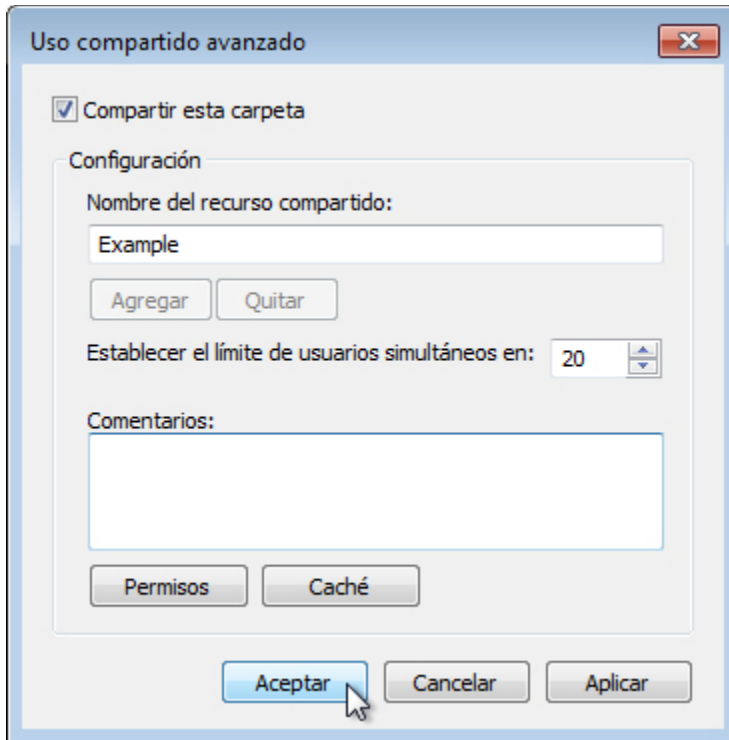 Uso compartido avanzado
Compartir esta carpeta
Configuración
Nombre del recurso compartido:
Example
Agregar Quitar
Establecer el límite de usuarios simultáneos en: 20
Comentarios:
Permisos Caché
Aceptar Cancelar Aplicar